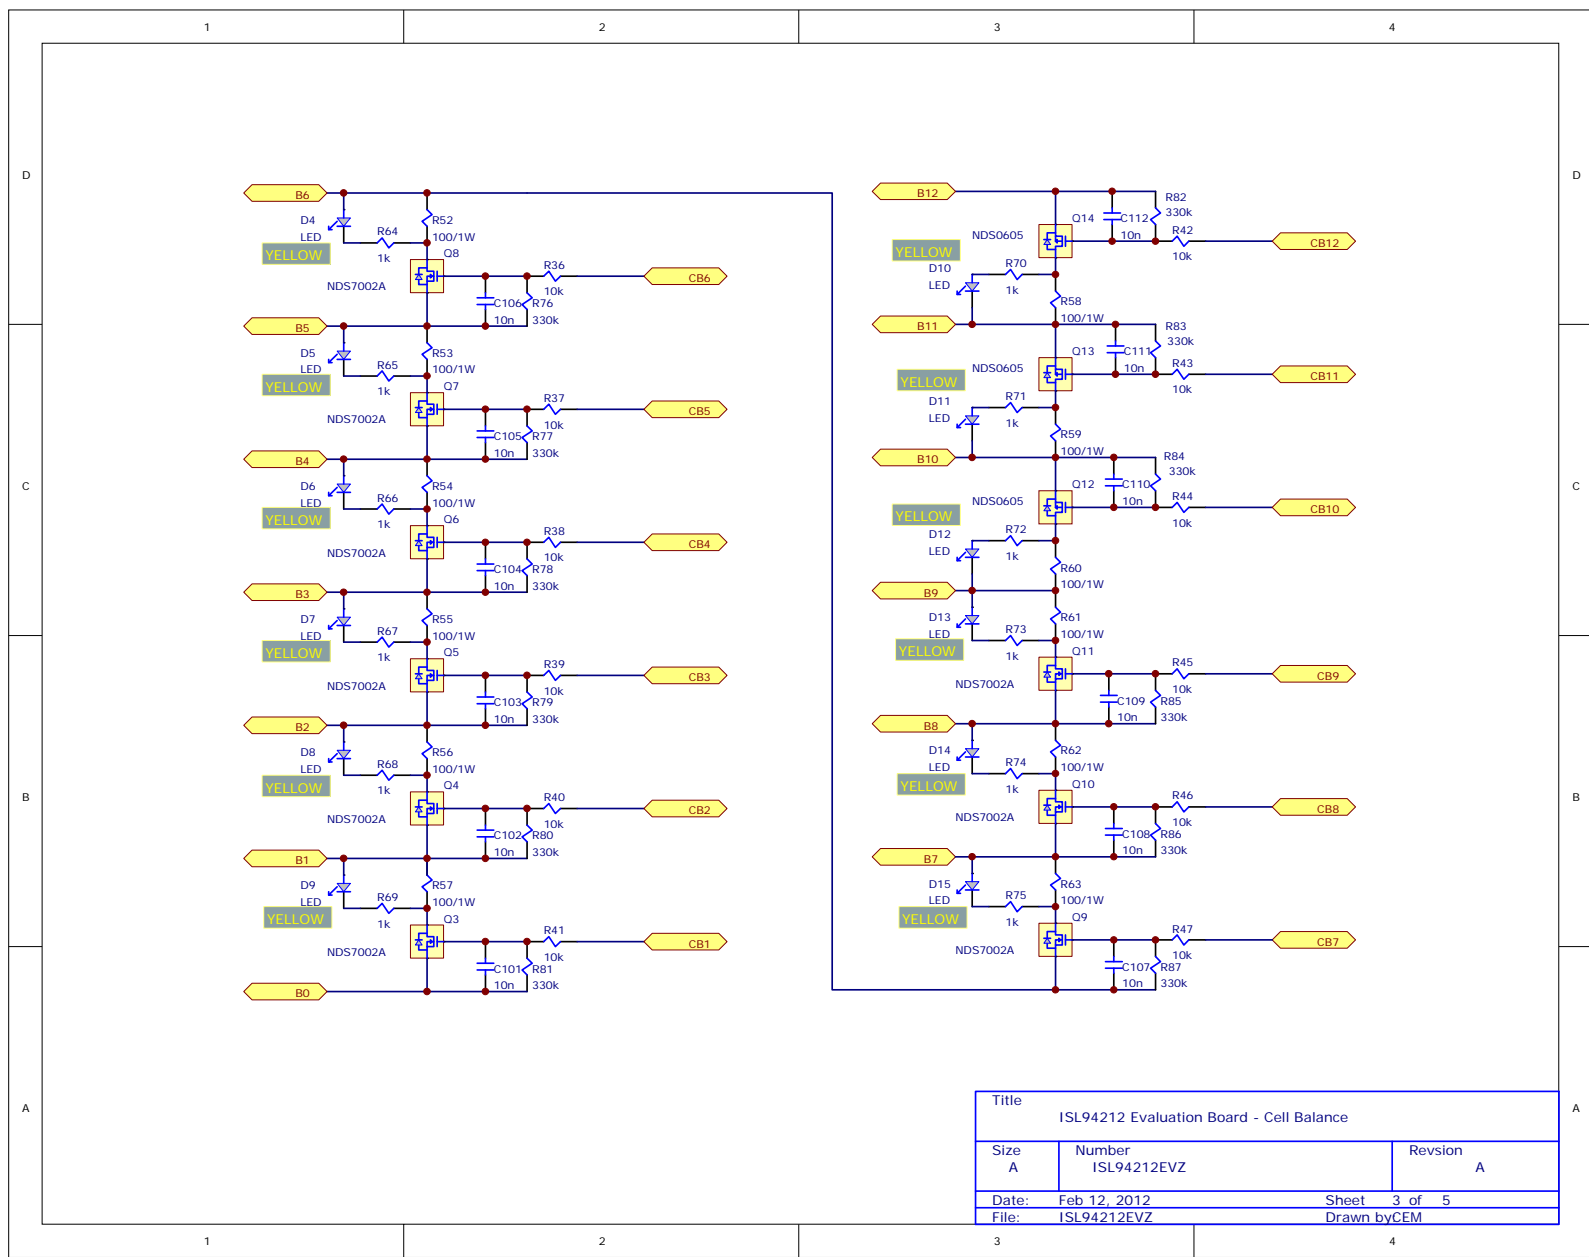 1 2 3 4
D D
C C
B B
A A
B6
D4
LED
YELLOW
R64
1k
R52
100/1W
Q8
NDS7002A
C106
10n
R36
10k
R76
330k
CB6
B5
D5
LED
YELLOW
R65
1k
R53
100/1W
Q7
NDS7002A
C105
10n
R37
10k
R77
330k
CB5
B4
D6
LED
YELLOW
R66
1k
R54
100/1W
Q6
NDS7002A
C104
10n
R38
10k
R78
330k
CB4
B3
D7
LED
YELLOW
R67
1k
R55
100/1W
Q5
NDS7002A
C103
10n
R39
10k
R79
330k
CB3
B2
D8
LED
YELLOW
R68
1k
R56
100/1W
Q4
NDS7002A
C102
10n
R40
10k
R80
330k
CB2
B1
D9
LED
YELLOW
R69
1k
R57
100/1W
Q3
NDS7002A
C101
10n
R41
10k
R81
330k
CB1
B0
B12
Q14
NDS0605
C112
10n
R82
330k
R42
10k
CB12
YELLOW
D10
LED
R70
1k
R58
100/1W
B11
Q13
NDS0605
C111
10n
R83
330k
R43
10k
CB11
YELLOW
D11
LED
R71
1k
R59
100/1W
B10
Q12
NDS0605
C110
10n
R84
330k
R44
10k
CB10
YELLOW
D12
LED
R72
1k
R60
100/1W
B9
D13
LED
YELLOW
R73
1k
R61
100/1W
Q11
NDS7002A
C109
10n
R45
10k
R85
330k
CB9
B8
D14
LED
YELLOW
R74
1k
R62
100/1W
Q10
NDS7002A
C108
10n
R46
10k
R86
330k
CB8
B7
D15
LED
YELLOW
R75
1k
R63
100/1W
Q9
NDS7002A
C107
10n
R47
10k
R87
330k
CB7
Title
ISL94212 Evaluation Board - Cell Balance
Size Number Revsion
A ISL94212EVZ A
Date: Feb 12, 2012 Sheet 3 of 5
File: ISL94212EVZ Drawn byCEM
1 2 3 4